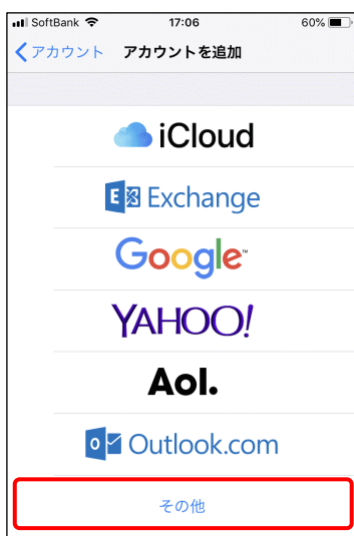 SoftBank 17:06 60%
アカウント アカウントを追加
iCloud
Exchange
Google
YAHOO!
Aol.
Outlook.com
その他